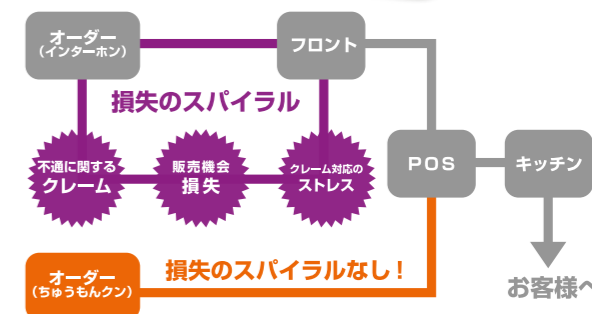 オーダー
(インターホン)
フロント
損失のスパイラル
不通に関する
クレーム
販売機会
損失
クレーム対応の
ストレス
POS
キッチン
オーダー
(ちゅうもんクン)
損失のスパイラルなし！
お客様へ